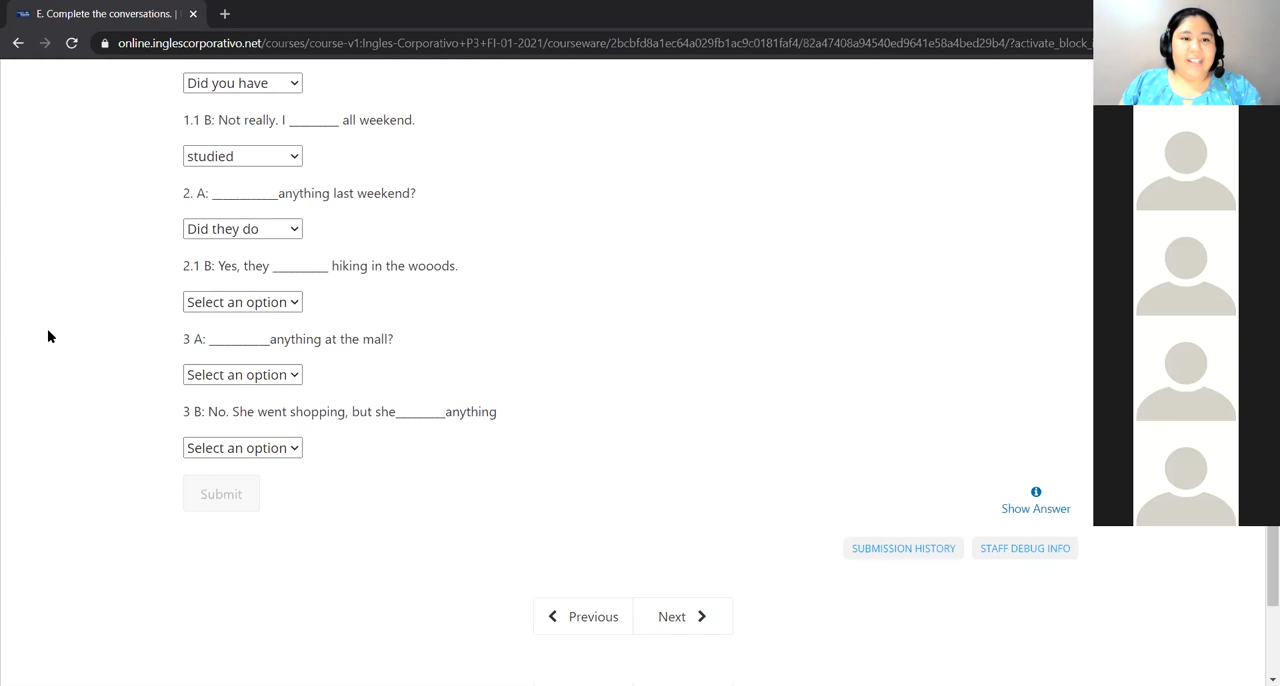 E. Complete the conversations. |
online.inglescorporativo.net/courses/course-v1:Ingles-Corporativo+P3+FI-01-2021/courseware/2bcbfd8a1ec64a029fb1ac9c0181faf4/82a47408a94540ed9641e58a4bed29b4/?activate_block_
Did you have
1.1 B: Not really. I ________ all weekend.
studied
2. A: ___________anything last weekend?
Did they do
2.1 B: Yes, they _________ hiking in the wooods.
Select an option
3 A: __________anything at the mall?
Select an option
3 B: No. She went shopping, but she________anything
Select an option
Submit
Show Answer
SUBMISSION HISTORY
STAFF DEBUG INFO
Previous
Next